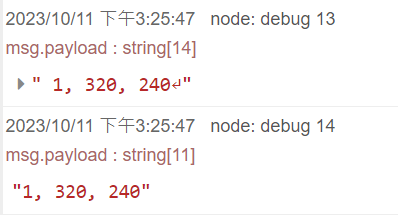 2023/10/11 下午3:25:47 node: debug 13
msg.payload : string[14]
" 1, 320, 240↵"
2023/10/11 下午3:25:47 node: debug 14
msg.payload : string[11]
"1, 320, 240"